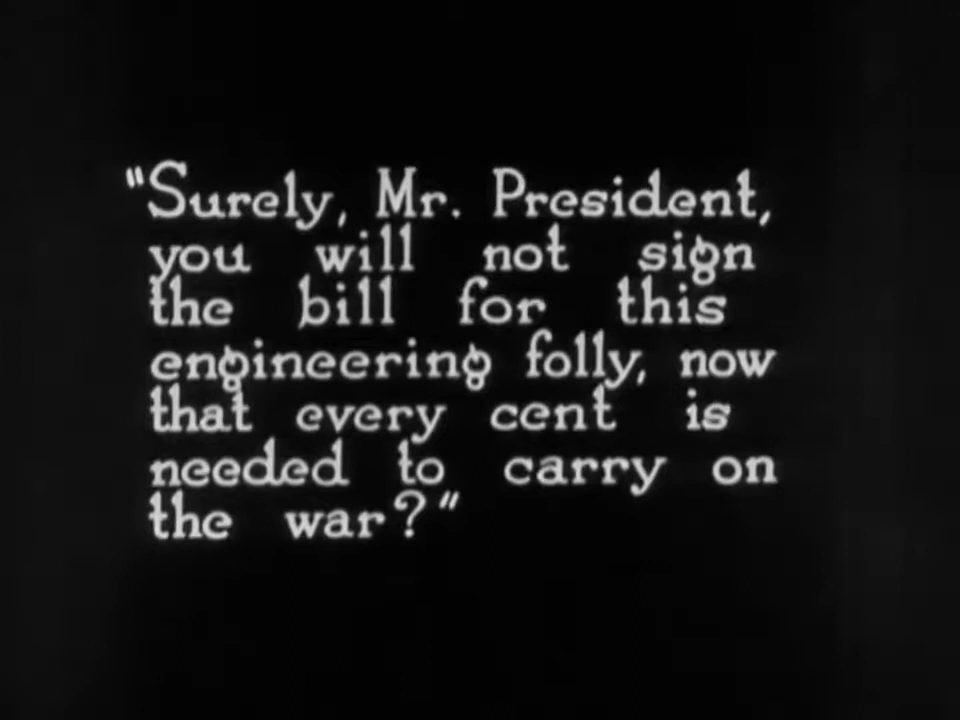 "Surely, Mr. President,
you will not sign
the bill for this
engineering folly, now
that every cent is
needed to carry on
the war?"